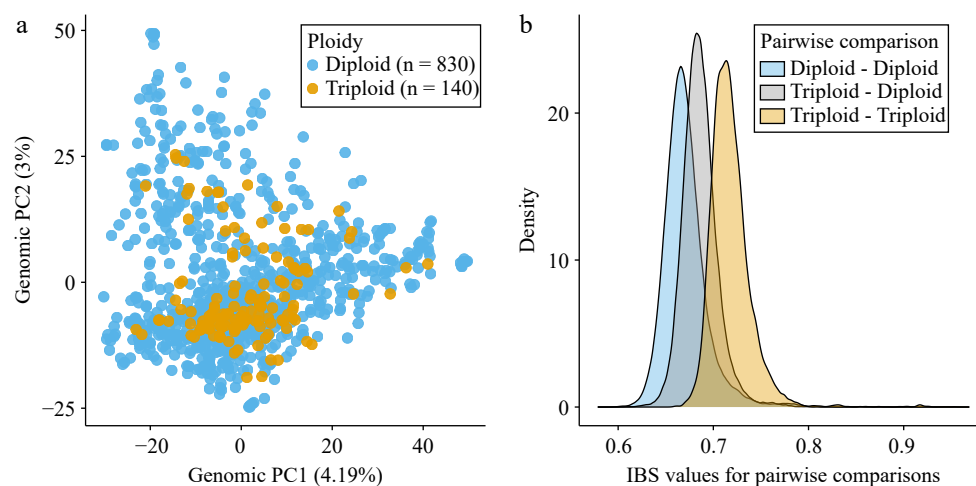 a
50
25
0
−25
Genomic PC2 (3%)
Ploidy
Diploid (n = 830)
Triploid (n = 140)
−20
0
20
40
Genomic PC1 (4.19%)
b
20
10
0
Density
Pairwise comparison
Diploid - Diploid
Triploid - Diploid
Triploid - Triploid
0.6
0.7
0.8
0.9
IBS values for pairwise comparisons